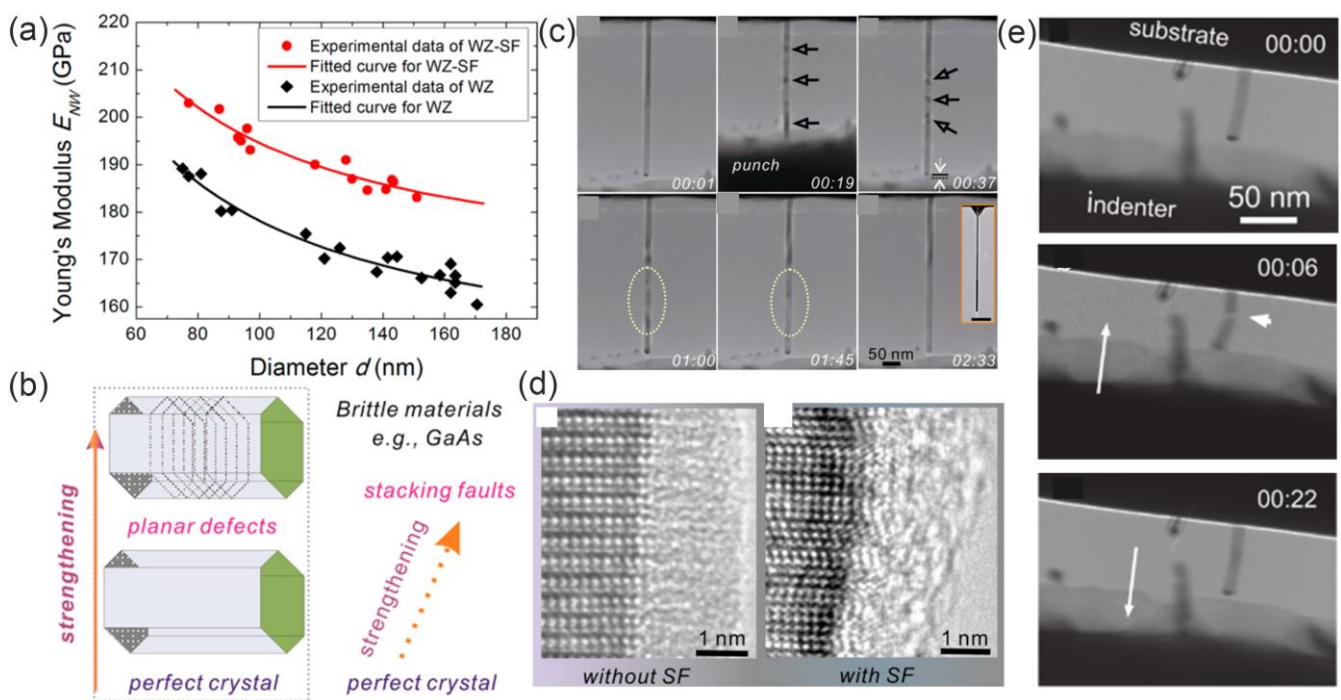 (a)
Young's Modulus E_NW (GPa)
220
210
200
190
180
170
160
Experimental data of WZ-SF
Fitted curve for WZ-SF
Experimental data of WZ
Fitted curve for WZ
60
80
100
120
140
160
180
Diameter d (nm)
(b)
strengthening
planar defects
perfect crystal
Brittle materials
e.g., GaAs
stacking faults
strengthening
perfect crystal
(c)
00:01
punch
00:19
00:37
01:00
01:45
50 nm
02:33
(d)
1 nm
without SF
1 nm
with SF
(e)
substrate
00:00
indenter
50 nm
00:06
00:22